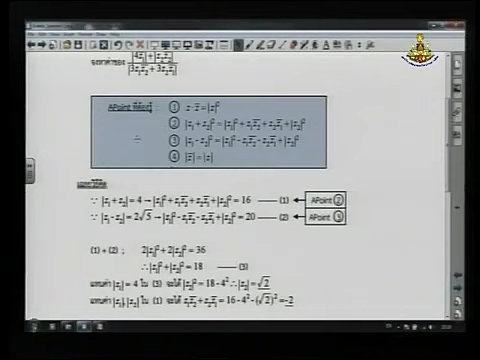 จงหาค่าของ |4z₁|+|z₂z̄₂| / |3z₁z̄₂+3z₂z̄₁|
APoint ที่ต้องรู้ : ① z·z̄=|z|²
② |z₁+z₂|²=|z₁|²+z₁z̄₂+z₂z̄₁+|z₂|²
③ |z₁-z₂|²=|z₁|²-z₁z̄₂-z₂z̄₁+|z₂|²
④ |z̄|=|z|
∵ |z₁+z₂|=4→|z₁|²+z₁z̄₂+z₂z̄₁+|z₂|²=16 ——(1) APoint ②
∵ |z₁-z₂|=2√5→|z₁|²-z₁z̄₂-z₂z̄₁+|z₂|²=20 ——(2) APoint ③
(1)+(2) ; 2|z₁|²+2|z₂|²=36
∴|z₁|²+|z₂|²=18 ——(3)
แทนค่า |z₁|=4 ใน (3) จะได้ |z₂|²=18-4²∴|z₂|=√2
แทนค่า |z₁|,|z₂| ใน (1) จะได้ z₁z̄₂+z₂z̄₁=16-4²-(√2)²=-2